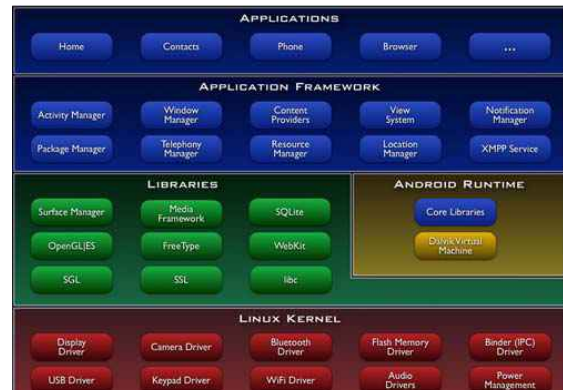 APPLICATIONS
Home Contacts Phone Browser ...
APPLICATION FRAMEWORK
Activity Manager Window Manager Content Providers View System Notification Manager
Package Manager Telephony Manager Resource Manager Location Manager XMPP Service
LIBRARIES
Surface Manager Media Framework SQLite
OpenGL|ES FreeType WebKit
SGL SSL libc
ANDROID RUNTIME
Core Libraries
Dalvik Virtual Machine
LINUX KERNEL
Display Driver Camera Driver Bluetooth Driver Flash Memory Driver Binder (IPC) Driver
USB Driver Keypad Driver WiFi Driver Audio Drivers Power Management